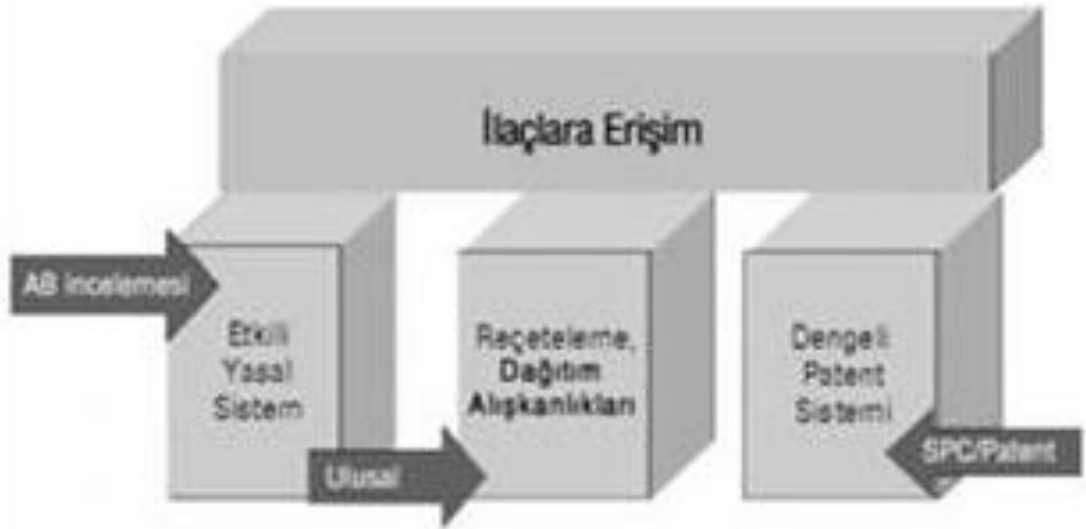 İlaçlara Erişim
AB incelemesi
Etkili
Yasal
Sistem
Reçeteleme,
Dağıtım
Alışkanlıkları
Dengeli
Patent
Sistemi
Ulusal
SPC/Patent